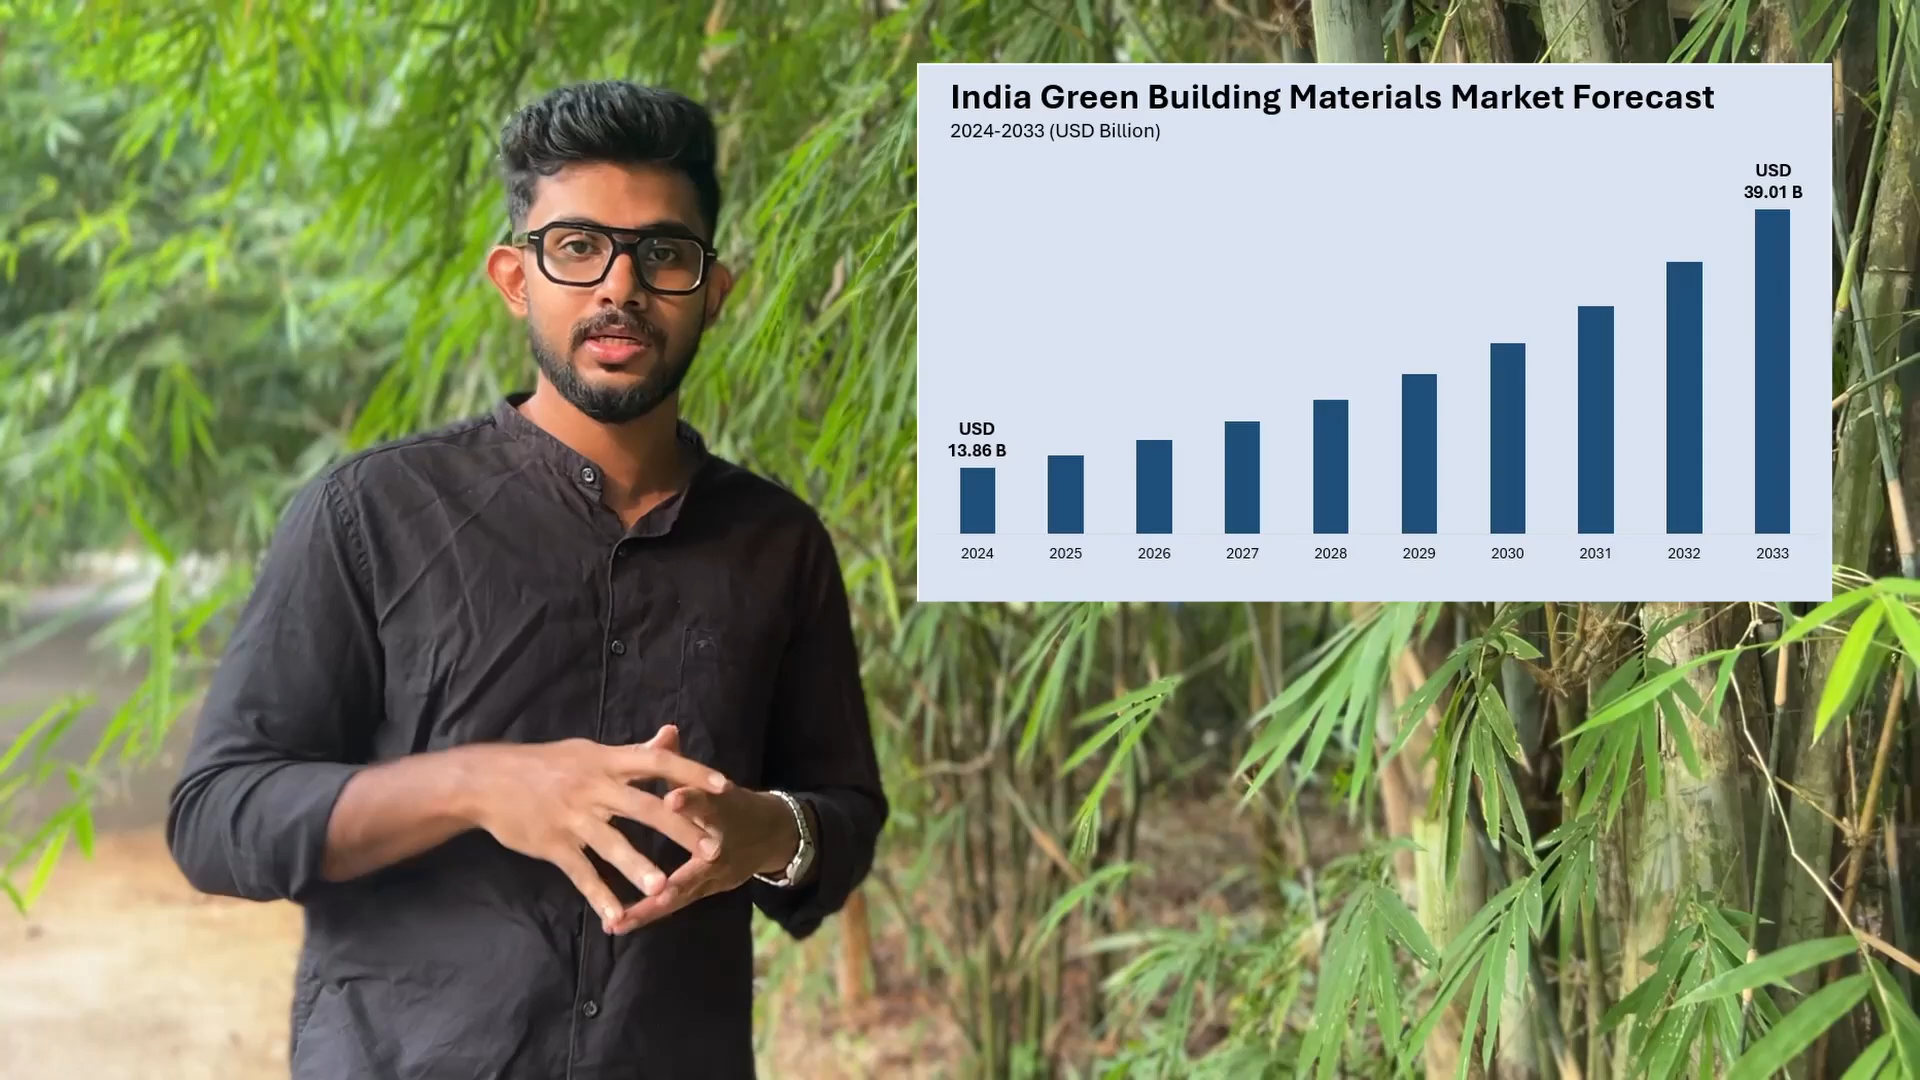 India Green Building Materials Market Forecast
2024-2033 (USD Billion)
USD
39.01 B
USD
13.86 B
2024 2025 2026 2027 2028 2029 2030 2031 2032 2033